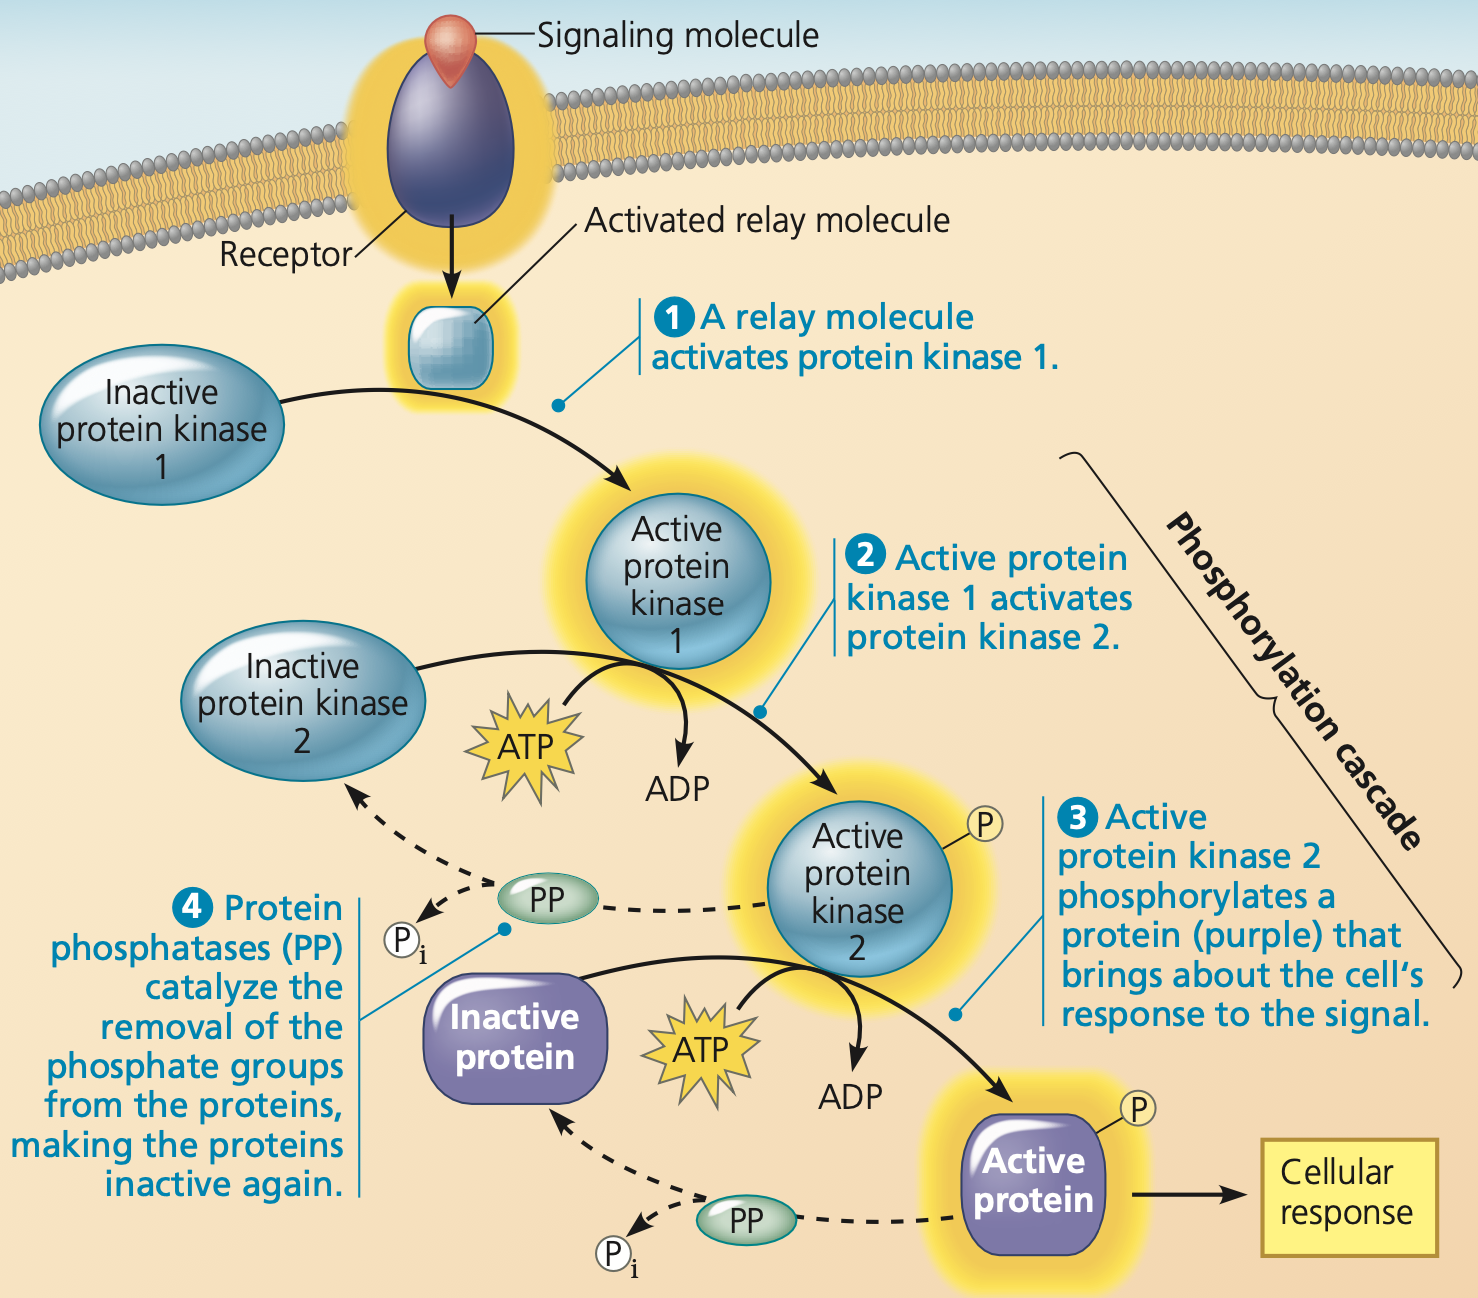 Signaling molecule
Receptor
Activated relay molecule
1 A relay molecule
activates protein kinase 1.
Inactive
protein kinase
1
Active
protein
kinase
1
2 Active protein
kinase 1 activates
protein kinase 2.
Phosphorylation cascade
Inactive
protein kinase
2
ATP
ADP
Active
protein
kinase
2
P
3 Active
protein kinase 2
phosphorylates a
protein (purple) that
brings about the cell's
response to the signal.
PP
Pi
4 Protein
phosphatases (PP)
catalyze the
removal of the
phosphate groups
from the proteins,
making the proteins
inactive again.
Inactive
protein
ATP
ADP
Active
protein
P
PP
Pi
Cellular
response